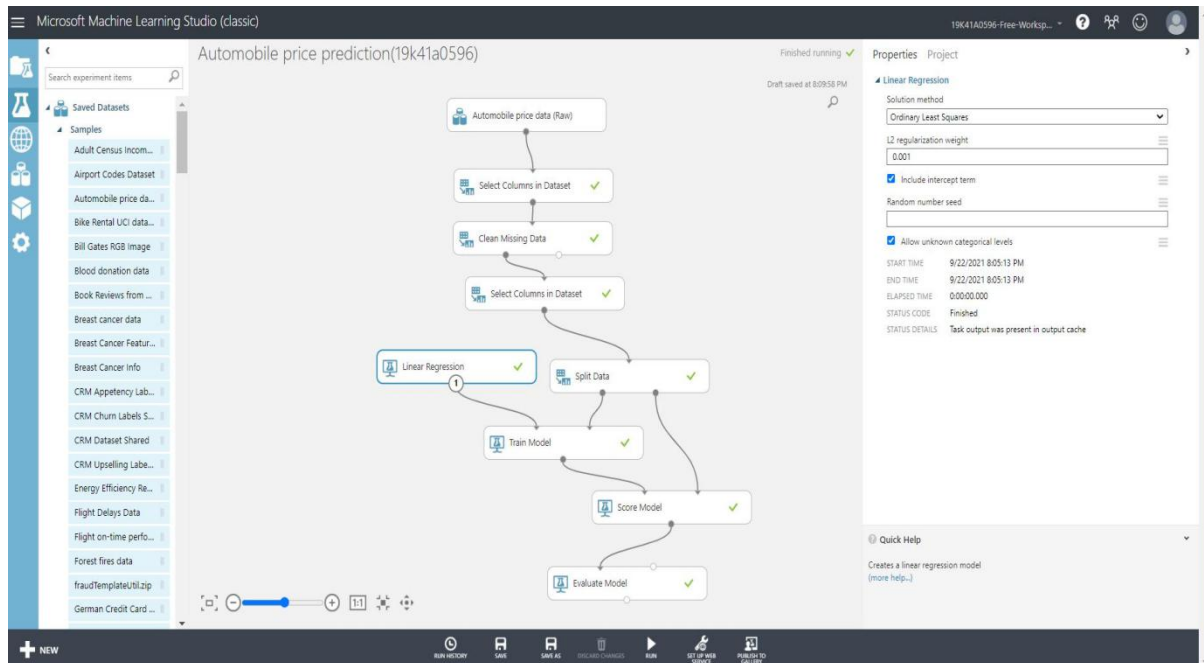 Microsoft Machine Learning Studio (classic)
19K41A0596-Free-Worksp...
?
Search experiment items
Saved Datasets
Samples
Adult Census Incom...
Airport Codes Dataset
Automobile price da...
Bike Rental UCI data...
Bill Gates RGB Image
Blood donation data
Book Reviews from ...
Breast cancer data
Breast Cancer Featur...
Breast Cancer Info
CRM Appetency Lab...
CRM Churn Labels S...
CRM Dataset Shared
CRM Upselling Labe...
Energy Efficiency Re...
Flight Delays Data
Flight on-time perfo...
Forest fires data
fraudTemplateUtil.zip
German Credit Card ...
Automobile price prediction(19k41a0596)
Finished running
Draft saved at 8:09:58 PM
Automobile price data (Raw)
Select Columns in Dataset
Clean Missing Data
Select Columns in Dataset
Linear Regression
1
Split Data
Train Model
Score Model
Evaluate Model
1:1
Properties Project
Linear Regression
Solution method
Ordinary Least Squares
L2 regularization weight
0.001
Include intercept term
Random number seed
Allow unknown categorical levels
START TIME 9/22/2021 8:05:13 PM
END TIME 9/22/2021 8:05:13 PM
ELAPSED TIME 0:00:00.000
STATUS CODE Finished
STATUS DETAILS Task output was present in output cache
Quick Help
Creates a linear regression model
(more help...)
NEW
RUN HISTORY
SAVE
SAVE AS
DISCARD CHANGES
RUN
SET UP WEB
SERVICE
PUBLISH TO
GALLERY